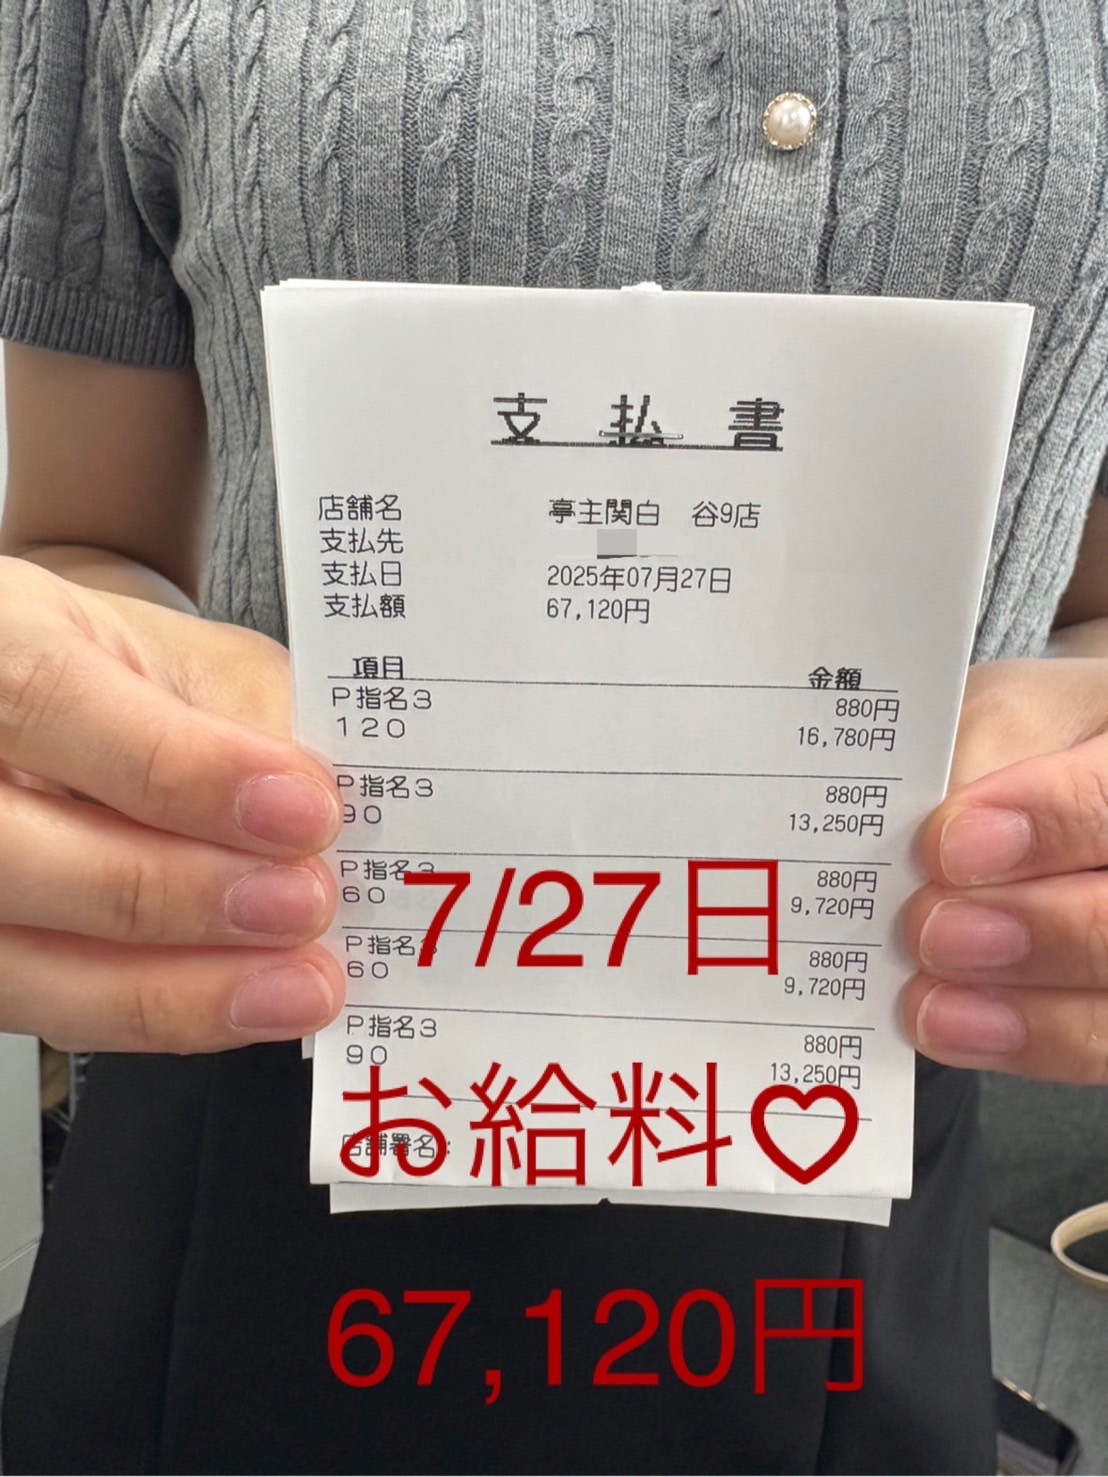 支払書
店舗名 亭主関白 谷9店
支払先
支払日 2025年07月27日
支払額 67,120円
項目 金額
P指名3 880円
120 16,780円
P指名3 880円
90 13,250円
P指名3 880円
60 9,720円
P指名3 880円
60 9,720円
P指名3 880円
90 13,250円
店舗署名:
7/27日
お給料♡
67,120円